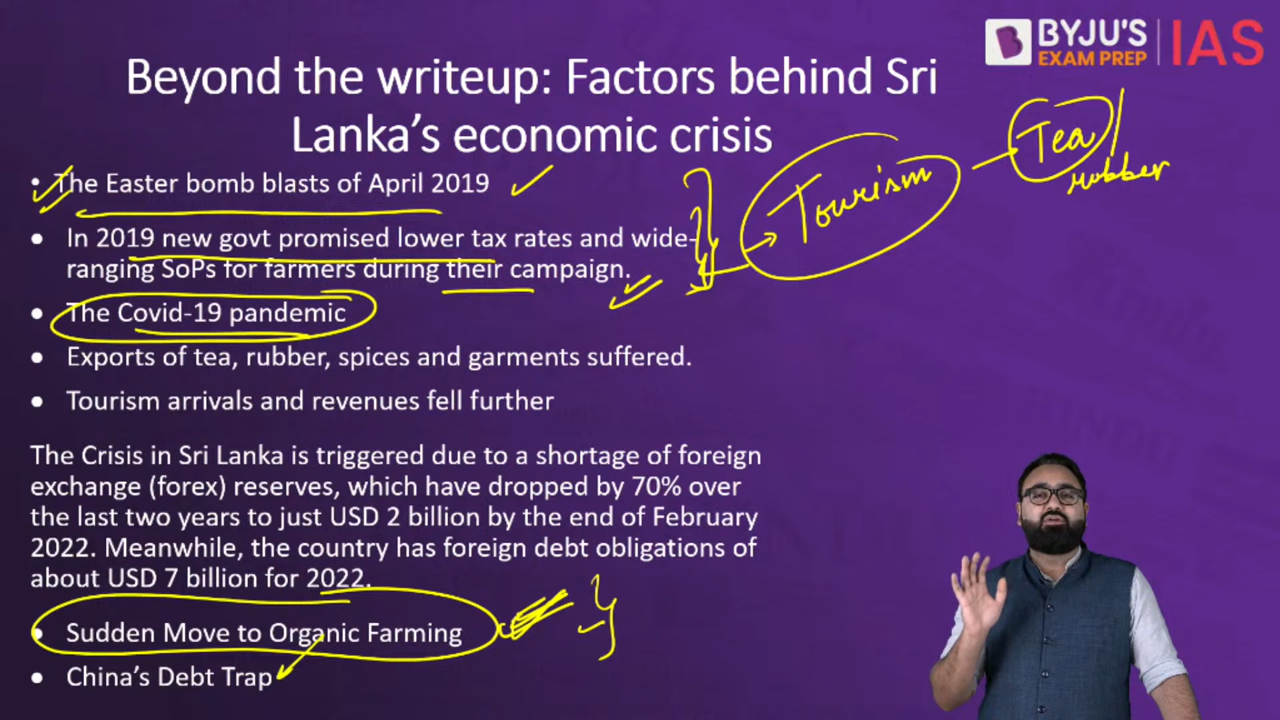 BYJU'S
EXAM PREP
IAS
Beyond the writeup: Factors behind Sri
Lanka's economic crisis
• The Easter bomb blasts of April 2019
• In 2019 new govt promised lower tax rates and wide-
ranging SoPs for farmers during their campaign.
• The Covid-19 pandemic
• Exports of tea, rubber, spices and garments suffered.
• Tourism arrivals and revenues fell further
The Crisis in Sri Lanka is triggered due to a shortage of foreign
exchange (forex) reserves, which have dropped by 70% over
the last two years to just USD 2 billion by the end of February
2022. Meanwhile, the country has foreign debt obligations of
about USD 7 billion for 2022.
• Sudden Move to Organic Farming
• China's Debt Trap
Tourism
Tea/
rubber